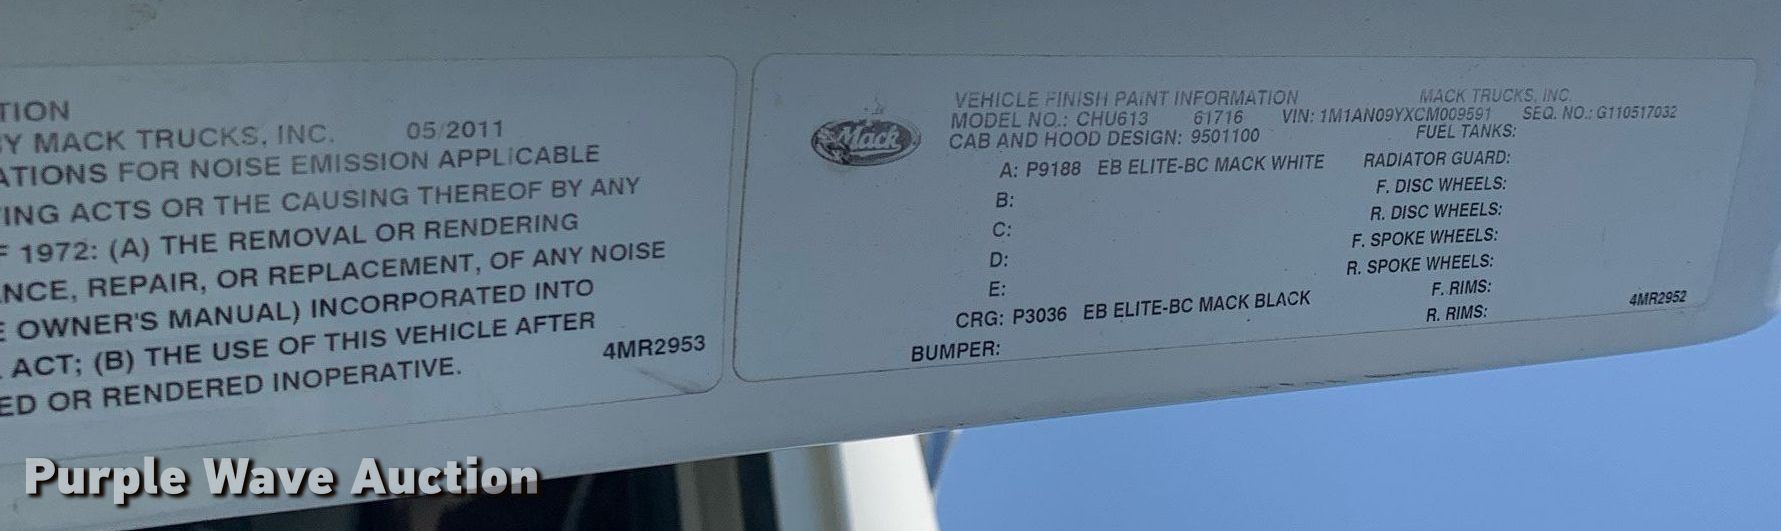 TION
Y MACK TRUCKS, INC. 05/2011
ATIONS FOR NOISE EMISSION APPLICABLE
ING ACTS OR THE CAUSING THEREOF BY ANY
F 1972: (A) THE REMOVAL OR RENDERING
NCE, REPAIR, OR REPLACEMENT, OF ANY NOISE
E OWNER'S MANUAL) INCORPORATED INTO
ACT; (B) THE USE OF THIS VEHICLE AFTER
ED OR RENDERED INOPERATIVE.
4MR2953
Mack
VEHICLE FINISH PAINT INFORMATION MACK TRUCKS, INC.
MODEL NO.: CHU613 61716 VIN: 1M1AN09YXCM009591 SEQ. NO.: G110517032
CAB AND HOOD DESIGN: 9501100 FUEL TANKS:
A: P9188 EB ELITE-BC MACK WHITE RADIATOR GUARD:
B: F. DISC WHEELS:
C: R. DISC WHEELS:
D: F. SPOKE WHEELS:
E: R. SPOKE WHEELS:
CRG: P3036 EB ELITE-BC MACK BLACK F. RIMS:
BUMPER: R. RIMS:
4MR2952
Purple Wave Auction